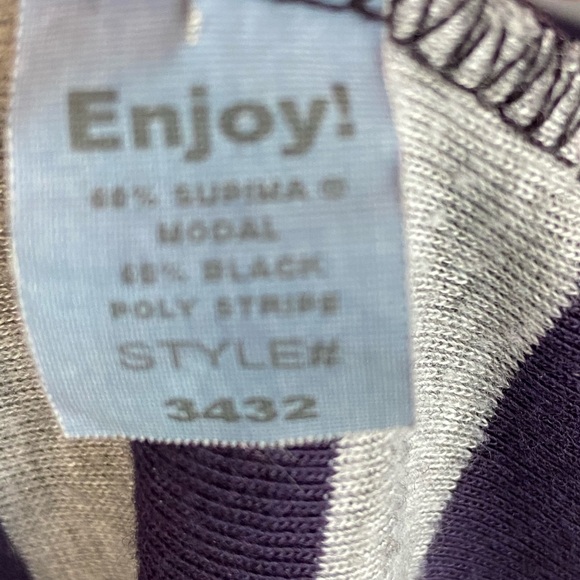 Enjoy!
SUPIMA ®
MODAL
BLACK
POLY STRIPE
STYLE#
3432